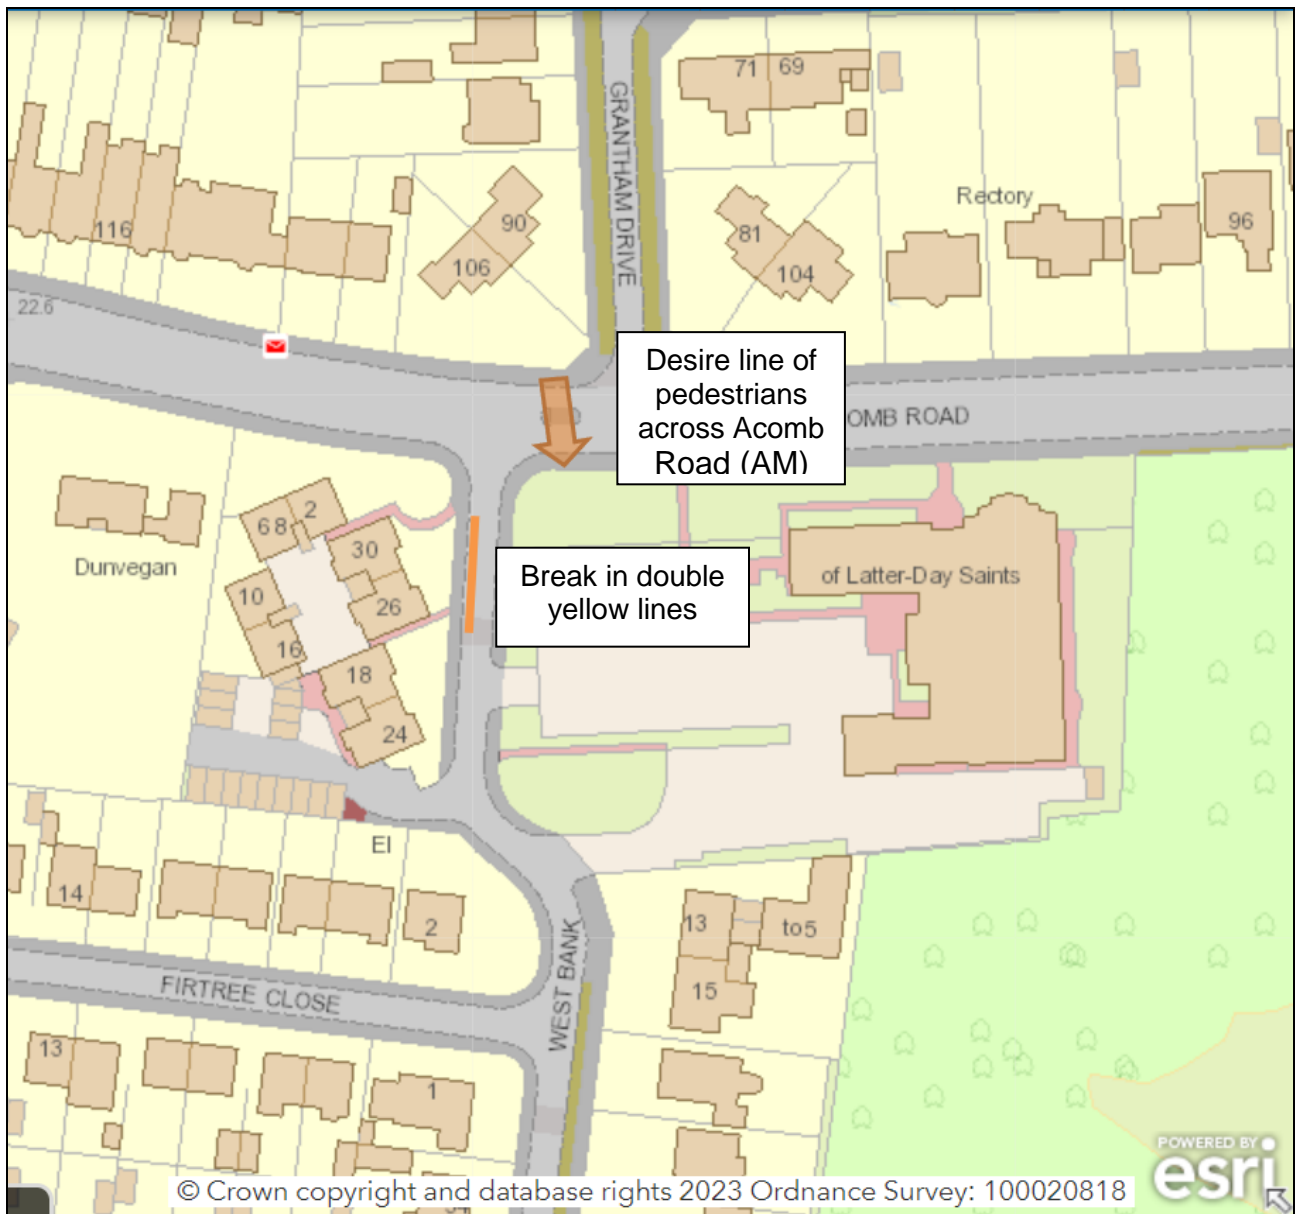 71 69
GRANTHAM DRIVE
Rectory
96
116
90
81
106
104
22.6
Desire line of
pedestrians
across Acomb
Road (AM)
OMB ROAD
6 8
2
30
Dunvegan
10
26
16
18
24
Break in double
yellow lines
of Latter-Day Saints
El
14
2
13
to5
15
WEST BANK
FIRTREE CLOSE
13
1
POWERED BY
esri
© Crown copyright and database rights 2023 Ordnance Survey: 100020818